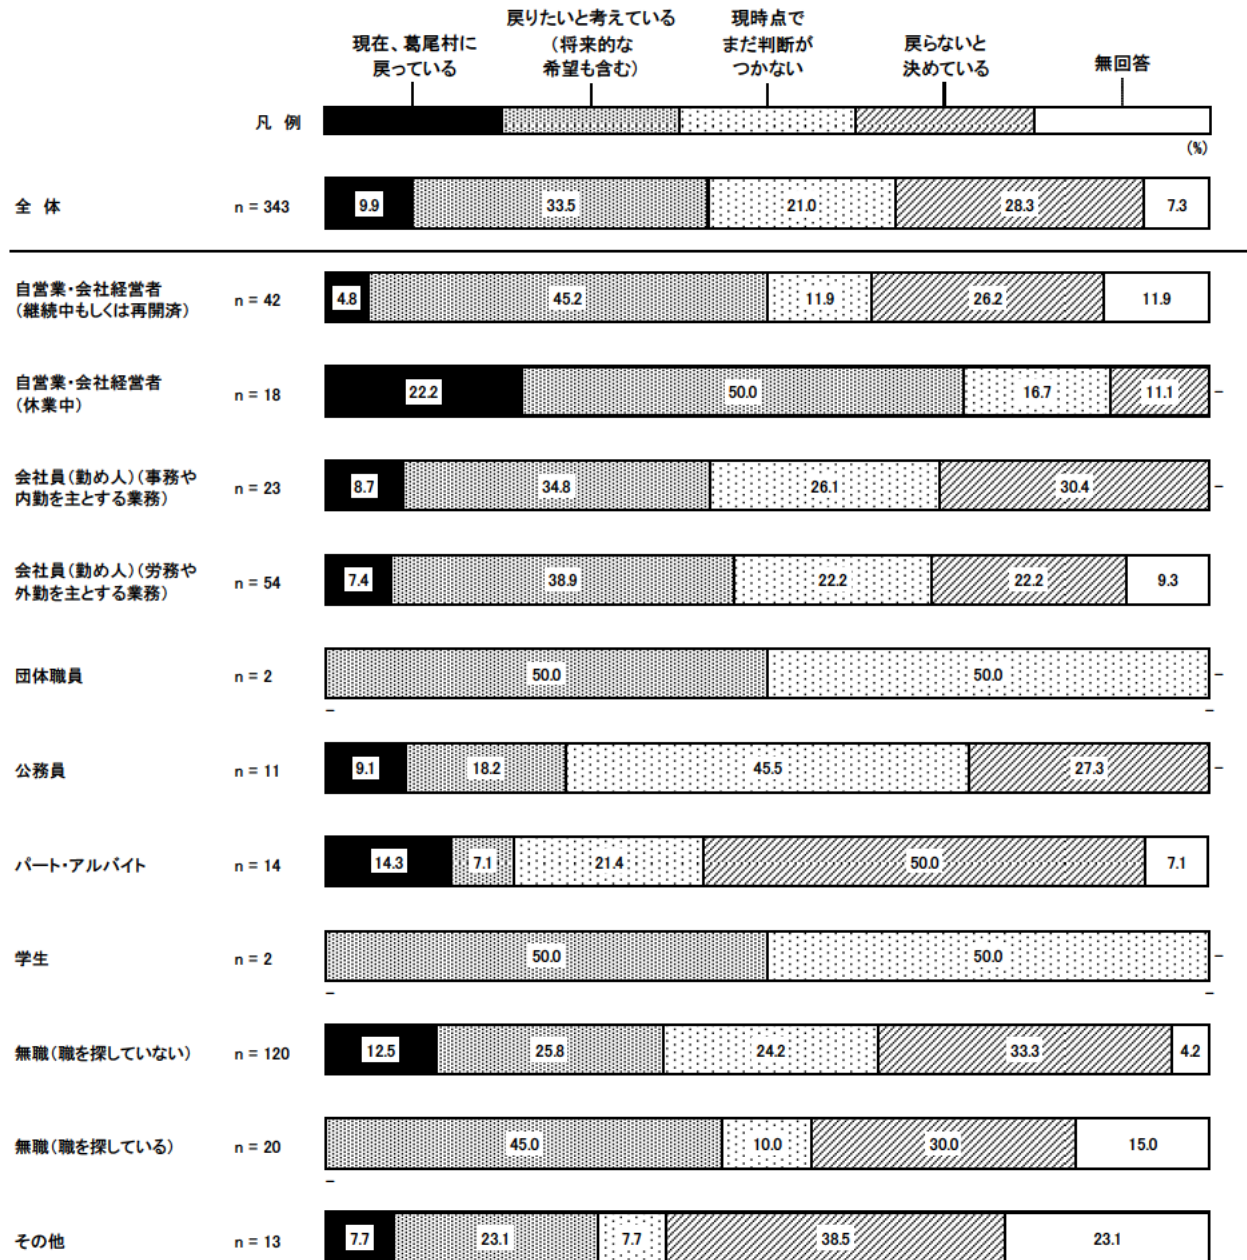 現在、葛尾村に
戻っている
戻りたいと考えている
(将来的な
希望も含む)
現時点で
まだ判断が
つかない
戻らないと
決めている
無回答
凡 例
(%)
全 体 n = 343 9.9 33.5 21.0 28.3 7.3
自営業・会社経営者
(継続中もしくは再開済) n = 42 4.8 45.2 11.9 26.2 11.9
自営業・会社経営者
(休業中) n = 18 22.2 50.0 16.7 11.1 -
会社員(勤め人)(事務や
内勤を主とする業務) n = 23 8.7 34.8 26.1 30.4 -
会社員(勤め人)(労務や
外勤を主とする業務) n = 54 7.4 38.9 22.2 22.2 9.3
団体職員 n = 2 50.0 50.0 -
- -
公務員 n = 11 9.1 18.2 45.5 27.3 -
パート・アルバイト n = 14 14.3 7.1 21.4 50.0 7.1
学生 n = 2 50.0 50.0 -
- -
無職(職を探していない) n = 120 12.5 25.8 24.2 33.3 4.2
無職(職を探している) n = 20 45.0 10.0 30.0 15.0
-
その他 n = 13 7.7 23.1 7.7 38.5 23.1